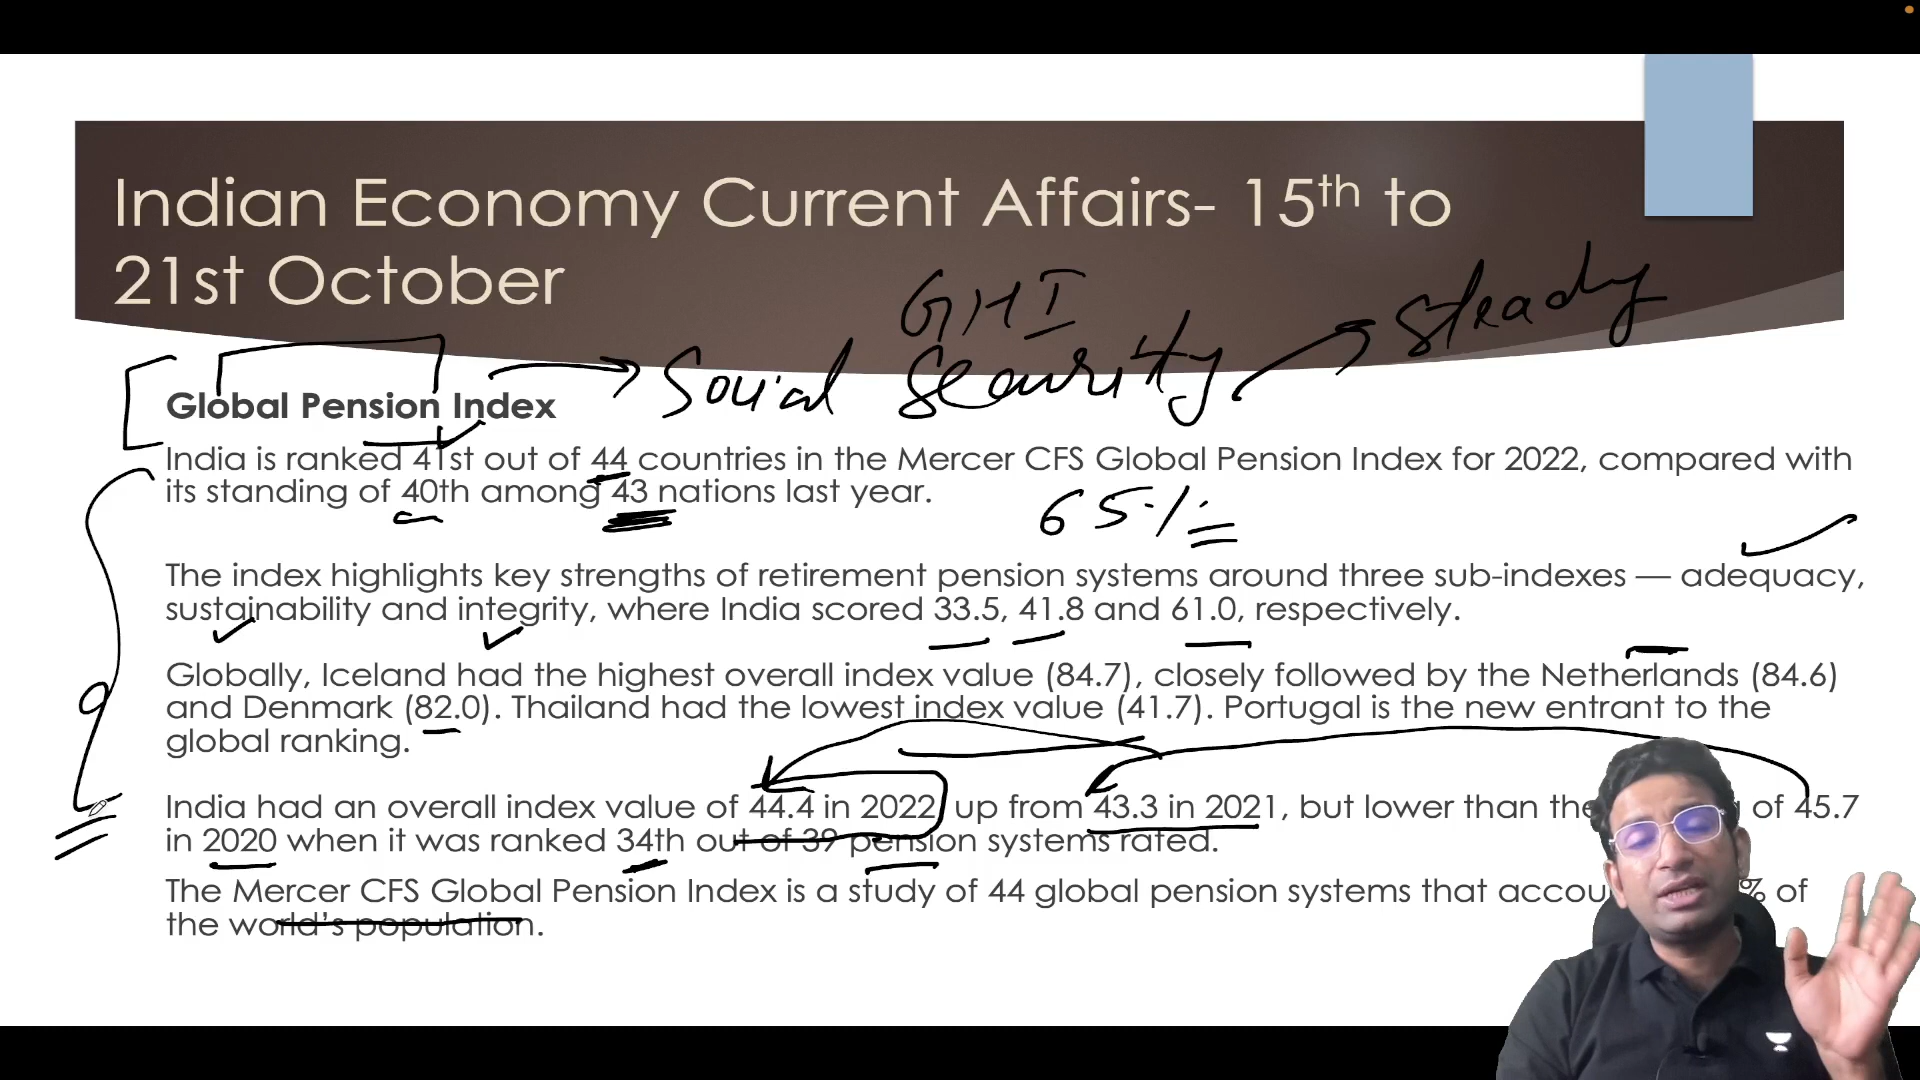 Indian Economy Current Affairs- 15th to
21st October
GHI
Social Security
Steady
Global Pension Index
India is ranked 41st out of 44 countries in the Mercer CFS Global Pension Index for 2022, compared with
its standing of 40th among 43 nations last year.
65%
The index highlights key strengths of retirement pension systems around three sub-indexes — adequacy,
sustainability and integrity, where India scored 33.5, 41.8 and 61.0, respectively.
Globally, Iceland had the highest overall index value (84.7), closely followed by the Netherlands (84.6)
and Denmark (82.0). Thailand had the lowest index value (41.7). Portugal is the new entrant to the
global ranking.
India had an overall index value of 44.4 in 2022, up from 43.3 in 2021, but lower than the of 45.7
in 2020 when it was ranked 34th out of 39 pension systems rated.
The Mercer CFS Global Pension Index is a study of 44 global pension systems that % of
the world's population.